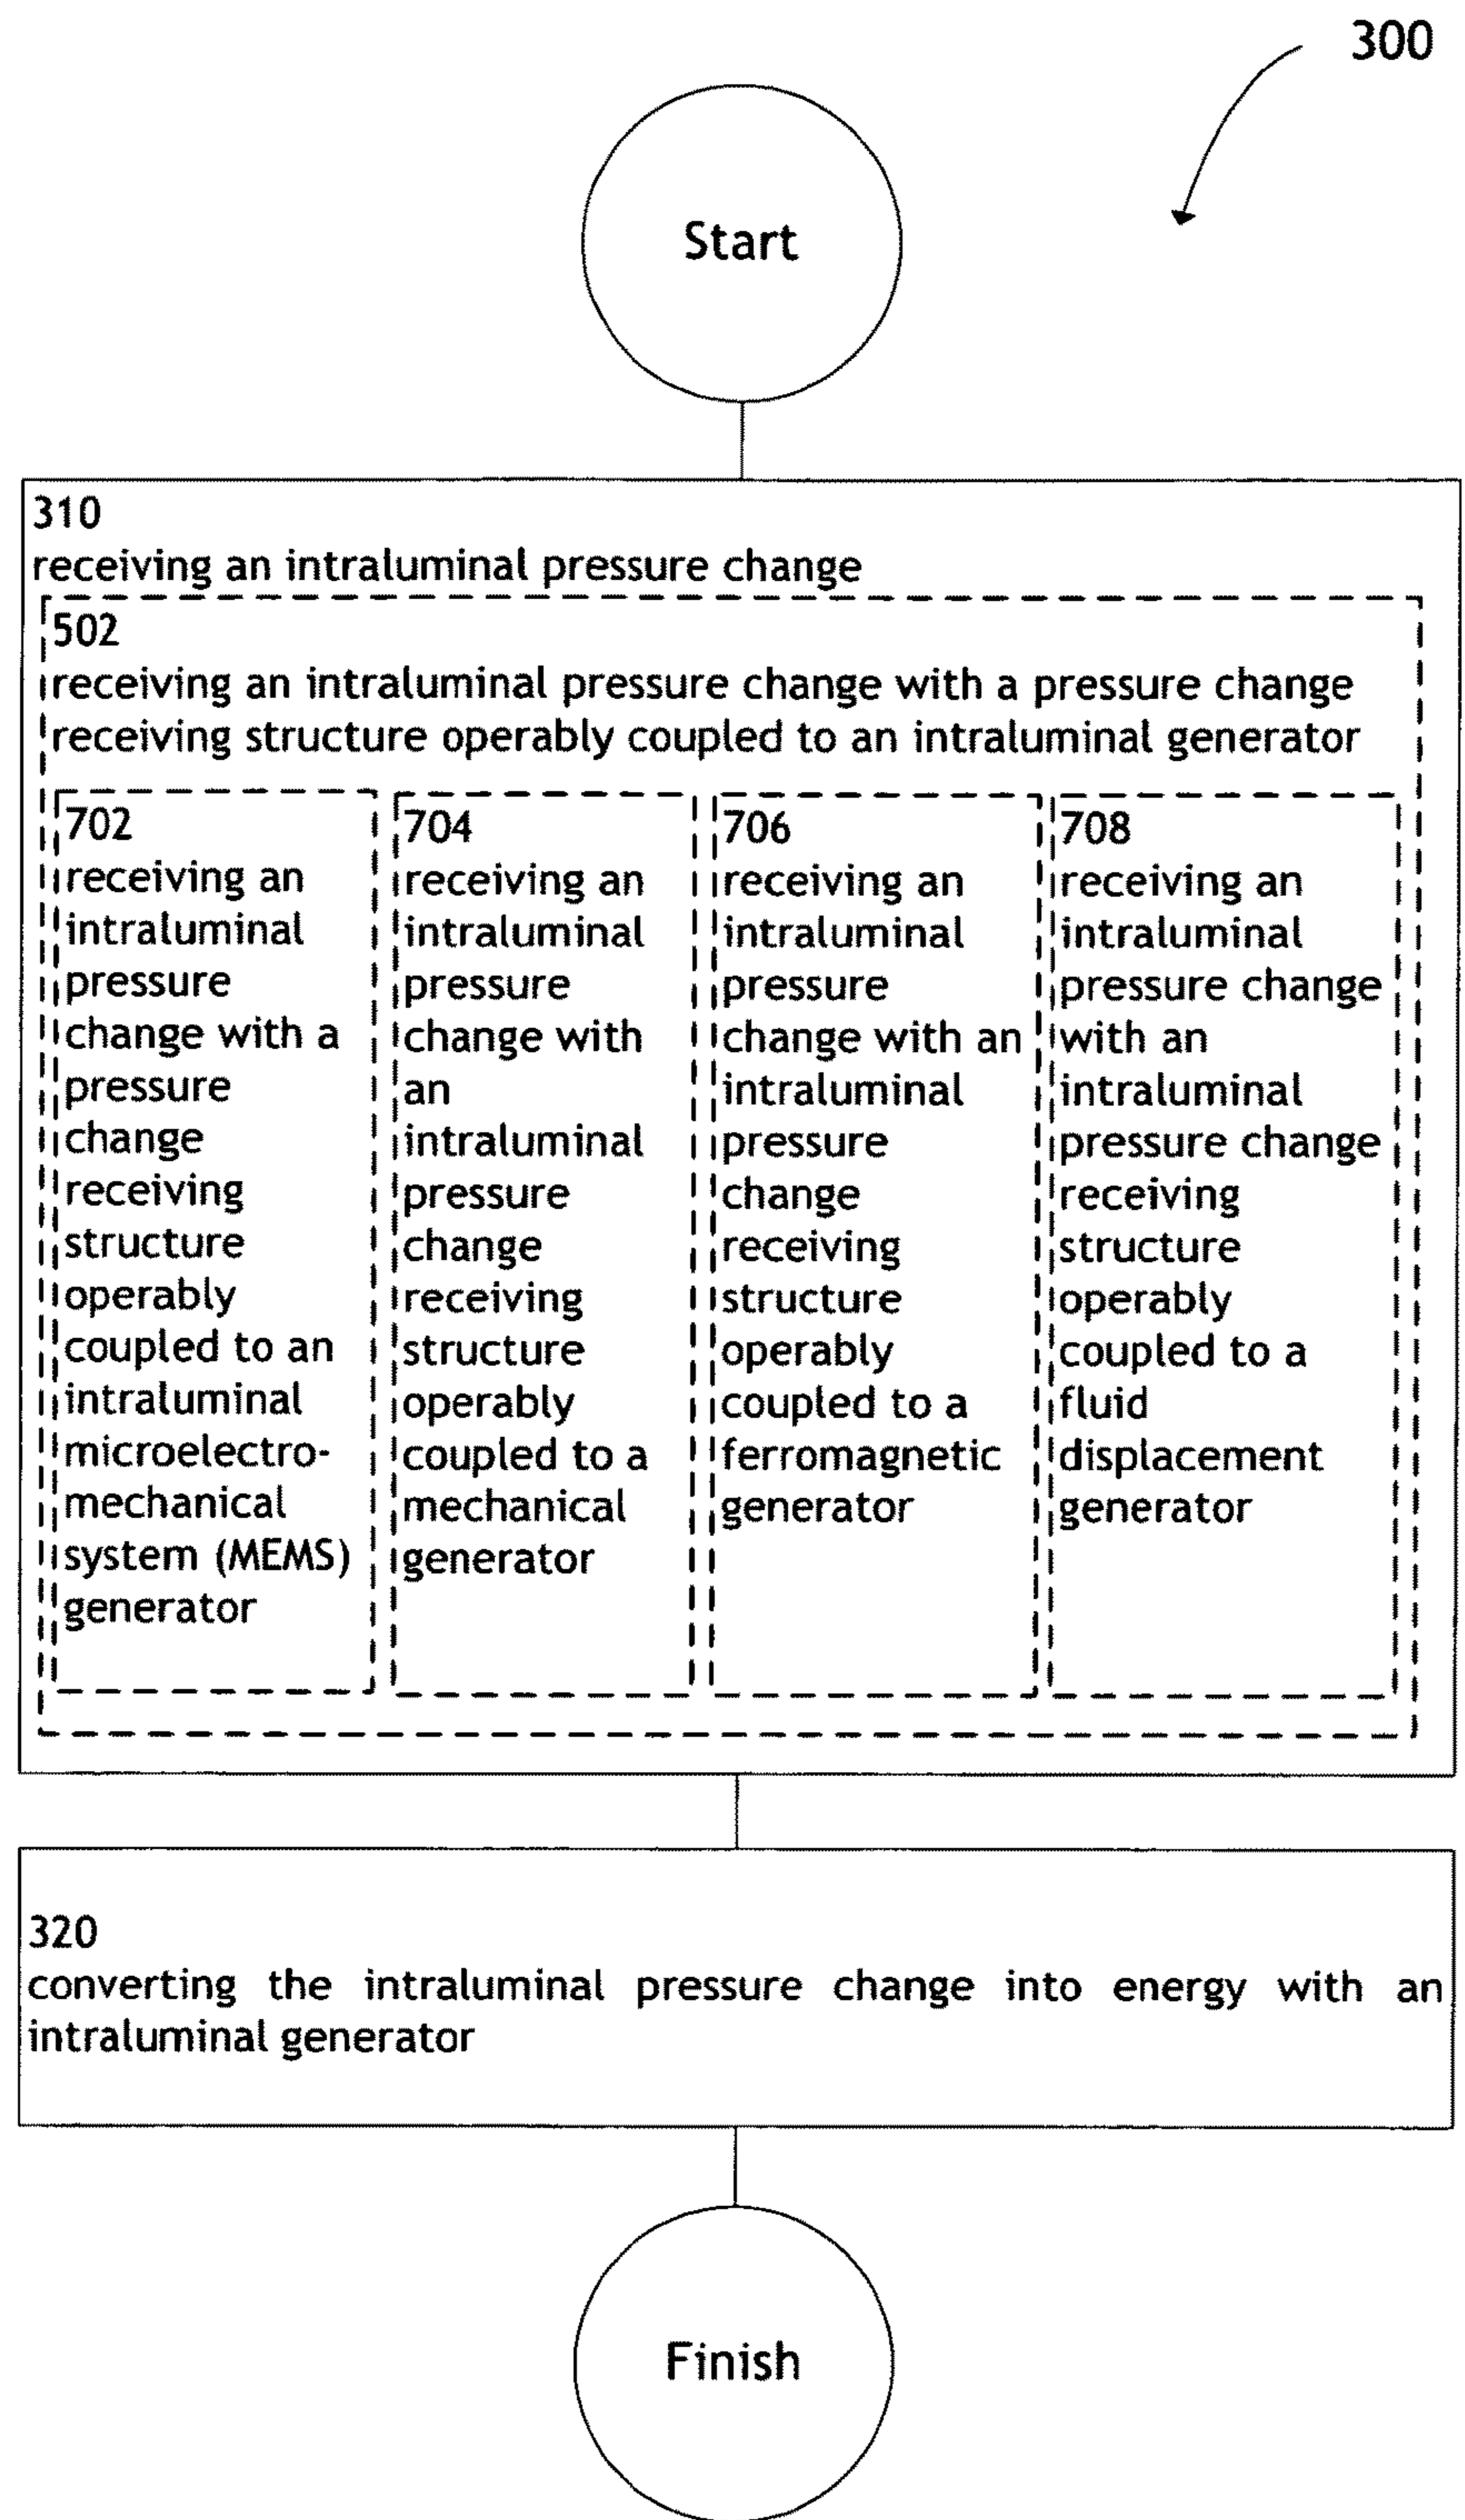 300
Start
310
receiving an intraluminal pressure change
502
receiving an intraluminal pressure change with a pressure change
receiving structure operably coupled to an intraluminal generator
702
receiving an
intraluminal
pressure
change with a
pressure
change
receiving
structure
operably
coupled to an
intraluminal
microelectro-
mechanical
system (MEMS)
generator
704
receiving an
intraluminal
pressure
change with
an
intraluminal
pressure
change
receiving
structure
operably
coupled to a
mechanical
generator
706
receiving an
intraluminal
pressure
change with an
intraluminal
pressure
change
receiving
structure
operably
coupled to a
ferromagnetic
generator
708
receiving an
intraluminal
pressure change
with an
intraluminal
pressure change
receiving
structure
operably
coupled to a
fluid
displacement
generator
320
converting the intraluminal pressure change into energy with an
intraluminal generator
Finish